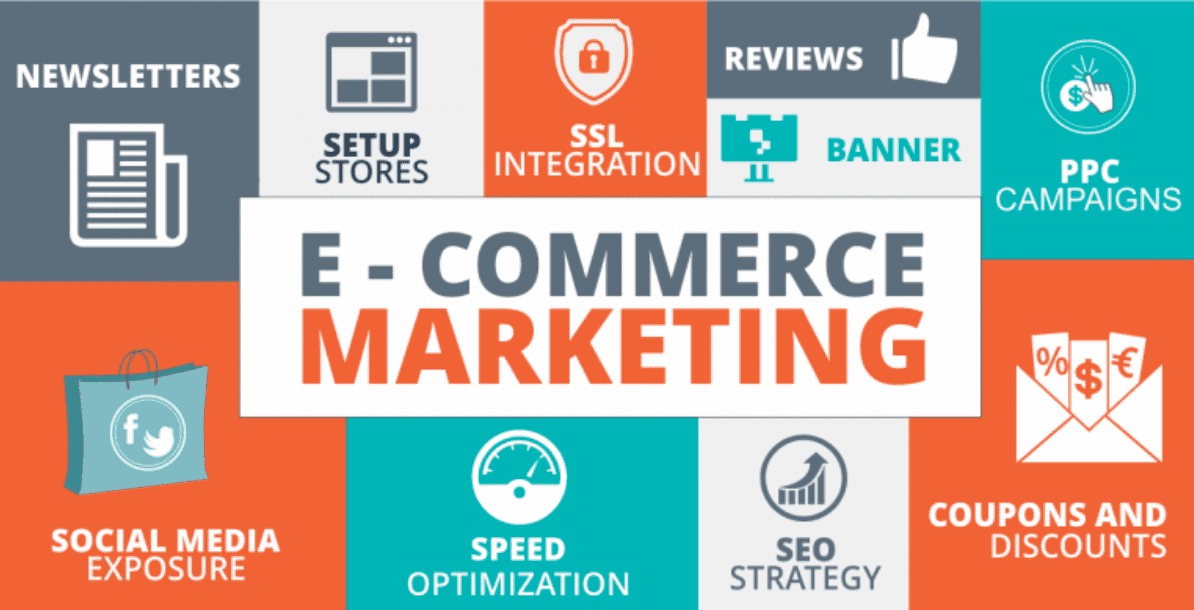 NEWSLETTERS
SETUP
STORES
SSL
INTEGRATION
REVIEWS
BANNER
$
PPC
CAMPAIGNS
E - COMMERCE
MARKETING
f
SOCIAL MEDIA
EXPOSURE
SPEED
OPTIMIZATION
SEO
STRATEGY
% $ €
COUPONS AND
DISCOUNTS